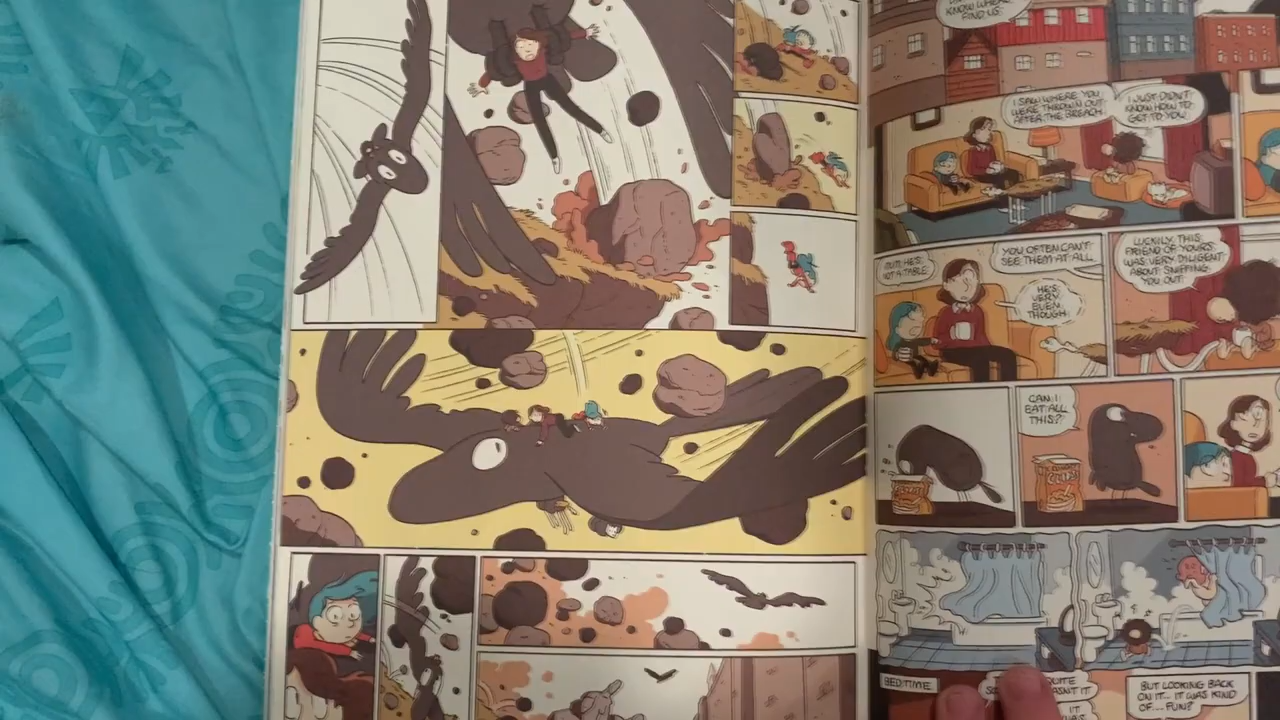 KNOW WHERE
FIND US.
I SAW WHERE YOU
WERE THROWN OUT
AFTER THE BREACH.
I JUST DIDN'T
KNOW HOW TO
GET TO YOU.
MUM, HE'S
NOT A TABLE.
YOU OFTEN CAN'T
SEE THEM AT ALL.
HE'S
VERY
EVEN
THOUGH.
LUCKILY, THIS
FRIEND OF YOURS
WAS VERY DILIGENT
ABOUT SNIFFING
YOU OUT.
CAN I
EAT ALL
THIS?
BEDTIME
BUT LOOKING BACK
ON IT... IT WAS KIND
OF... FUN?